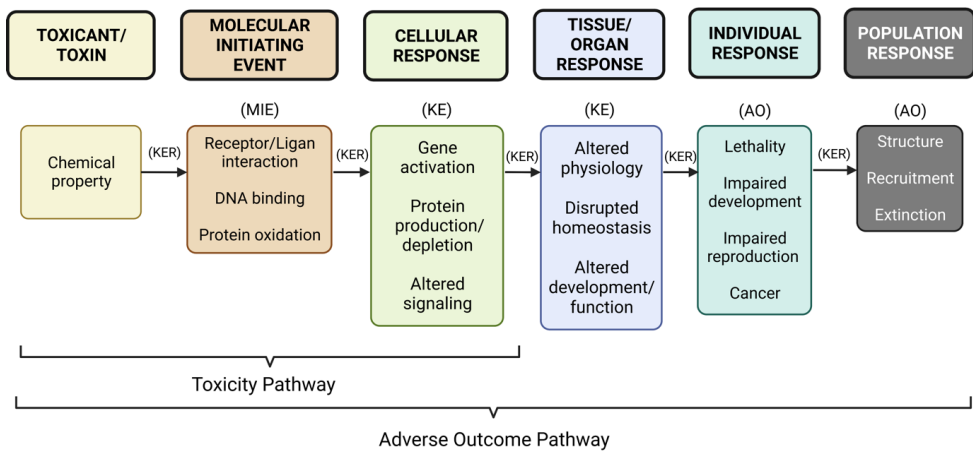 TOXICANT/
TOXIN
MOLECULAR
INITIATING
EVENT
CELLULAR
RESPONSE
TISSUE/
ORGAN
RESPONSE
INDIVIDUAL
RESPONSE
POPULATION
RESPONSE
(MIE)
(KE)
(KE)
(AO)
(AO)
Chemical
property
(KER)
Receptor/Ligan
interaction
DNA binding
Protein oxidation
(KER)
Gene
activation
Protein
production/
depletion
Altered
signaling
(KER)
Altered
physiology
Disrupted
homeostasis
Altered
development/
function
(KER)
Lethality
Impaired
development
Impaired
reproduction
Cancer
(KER)
Structure
Recruitment
Extinction
Toxicity Pathway
Adverse Outcome Pathway